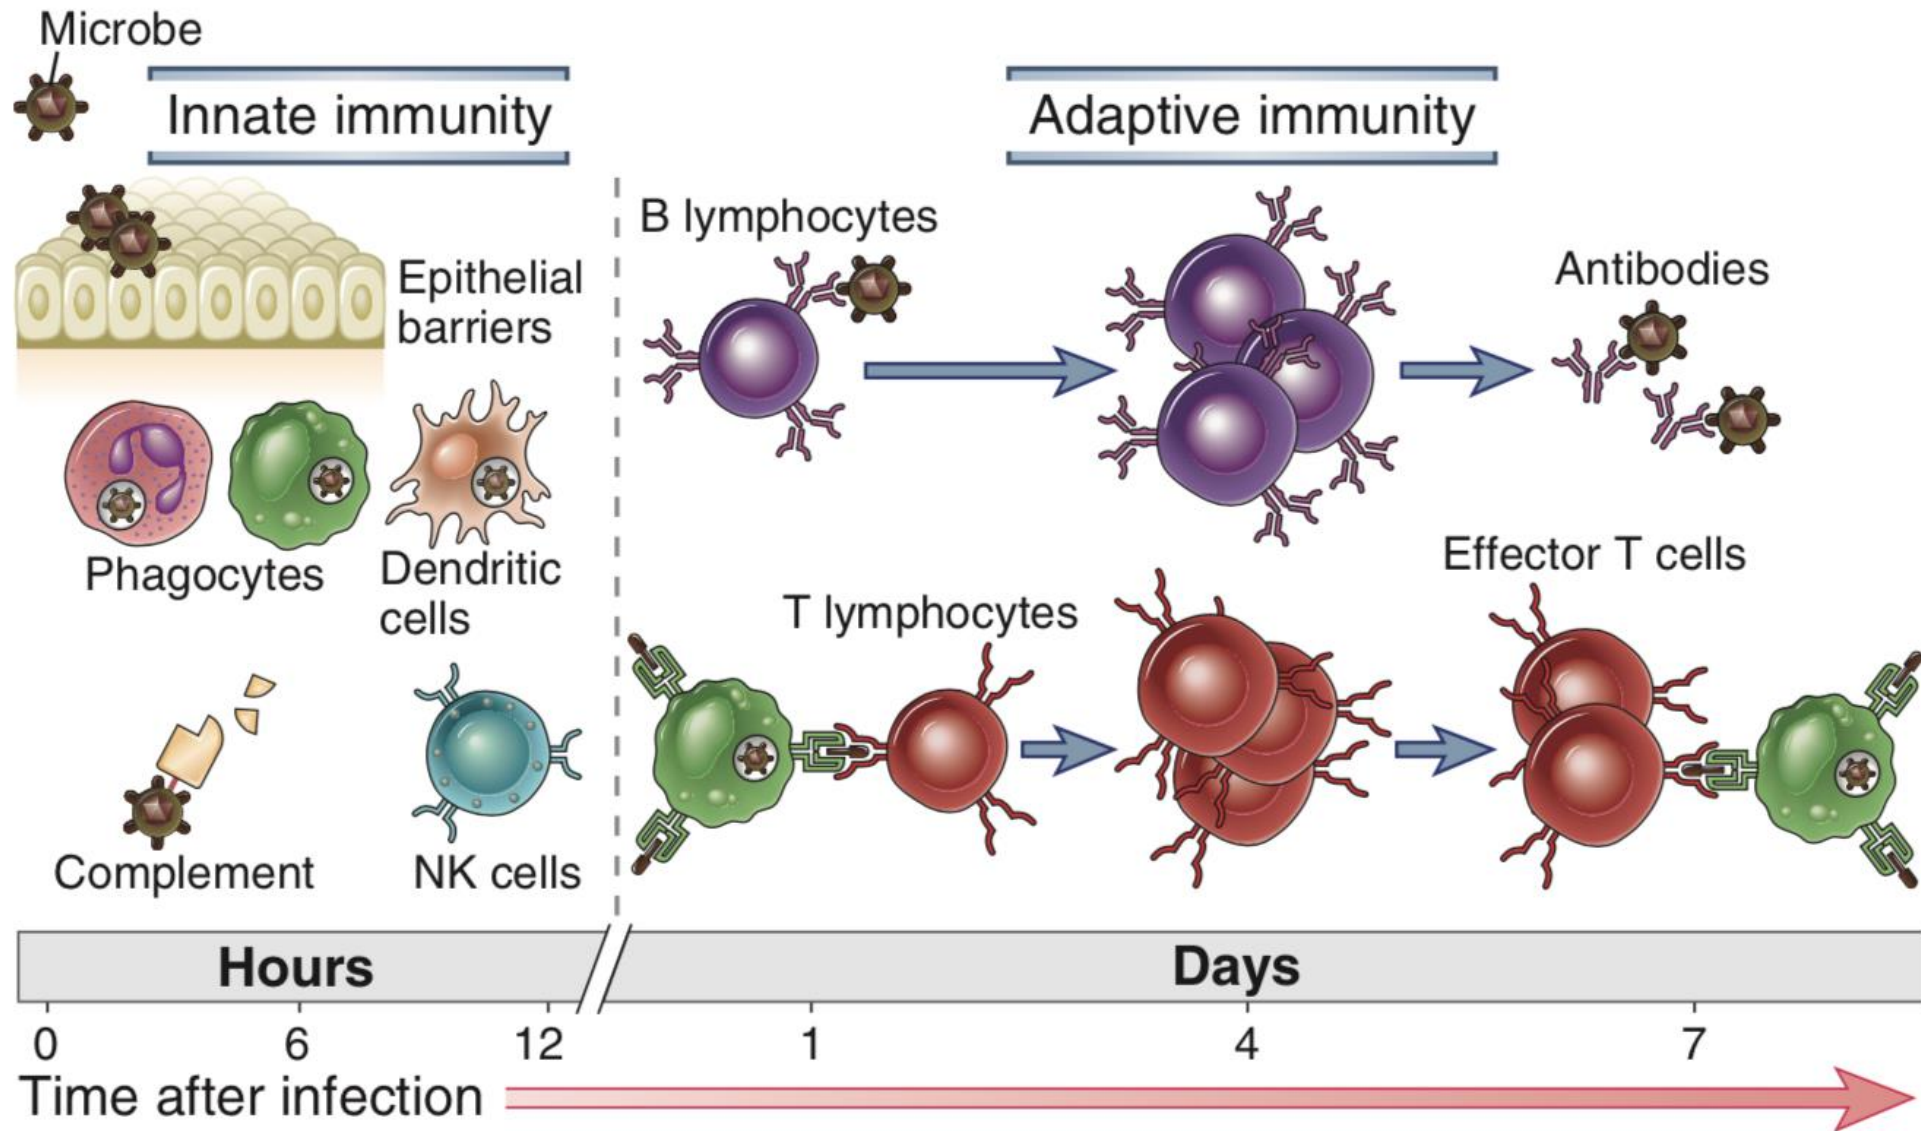 Microbe
Innate immunity
Adaptive immunity
B lymphocytes
Epithelial
barriers
Antibodies
Phagocytes
Dendritic
cells
Effector T cells
T lymphocytes
Complement
NK cells
Hours
Days
0 6 12 1 4 7
Time after infection